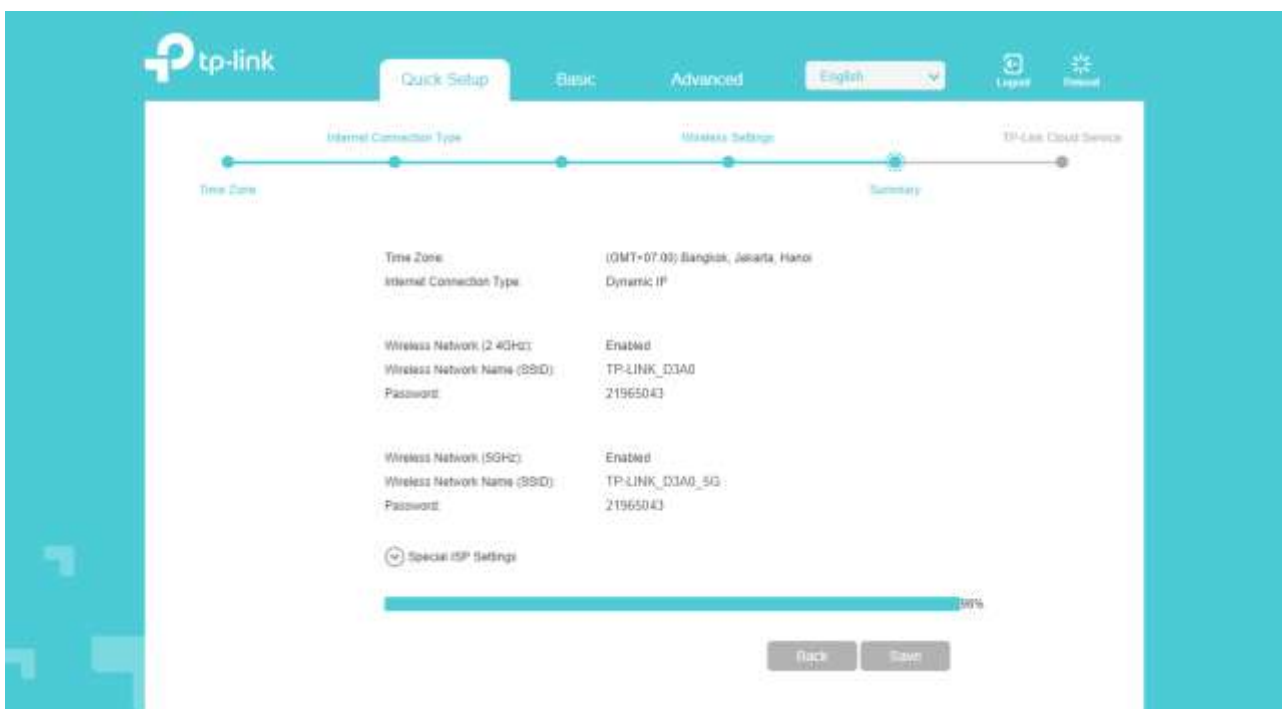 tp-link
Quick Setup Basic Advanced English Logout Reboot
Internet Connection Type Wireless Settings TP-Link Cloud Service
Time Zone Summary
Time Zone: (GMT+07:00) Bangkok, Jakarta, Hanoi
Internet Connection Type: Dynamic IP
Wireless Network (2.4GHz): Enabled
Wireless Network Name (SSID): TP-LINK_D3A0
Password: 21965043
Wireless Network (5GHz): Enabled
Wireless Network Name (SSID): TP-LINK_D3A0_5G
Password: 21965043
Special ISP Settings
98%
Back Save